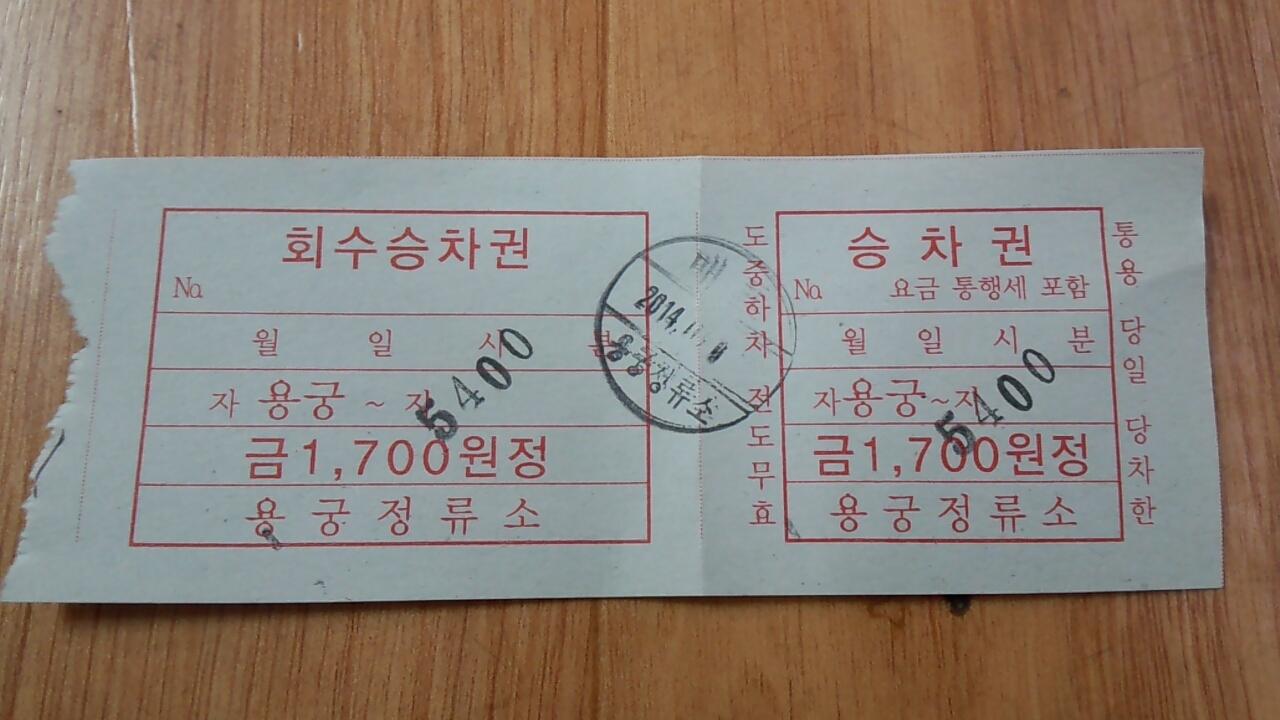 회수승차권
No.
월 일 시 분
자 용궁 ~ 자
5400
금1,700원정
용궁정류소
2014.
용궁정류소
도중하차 전도무효
승차권
No. 요금 통행세 포함
월 일 시 분
자 용궁 ~ 자
5400
금1,700원정
용궁정류소
통용 당일 당차한